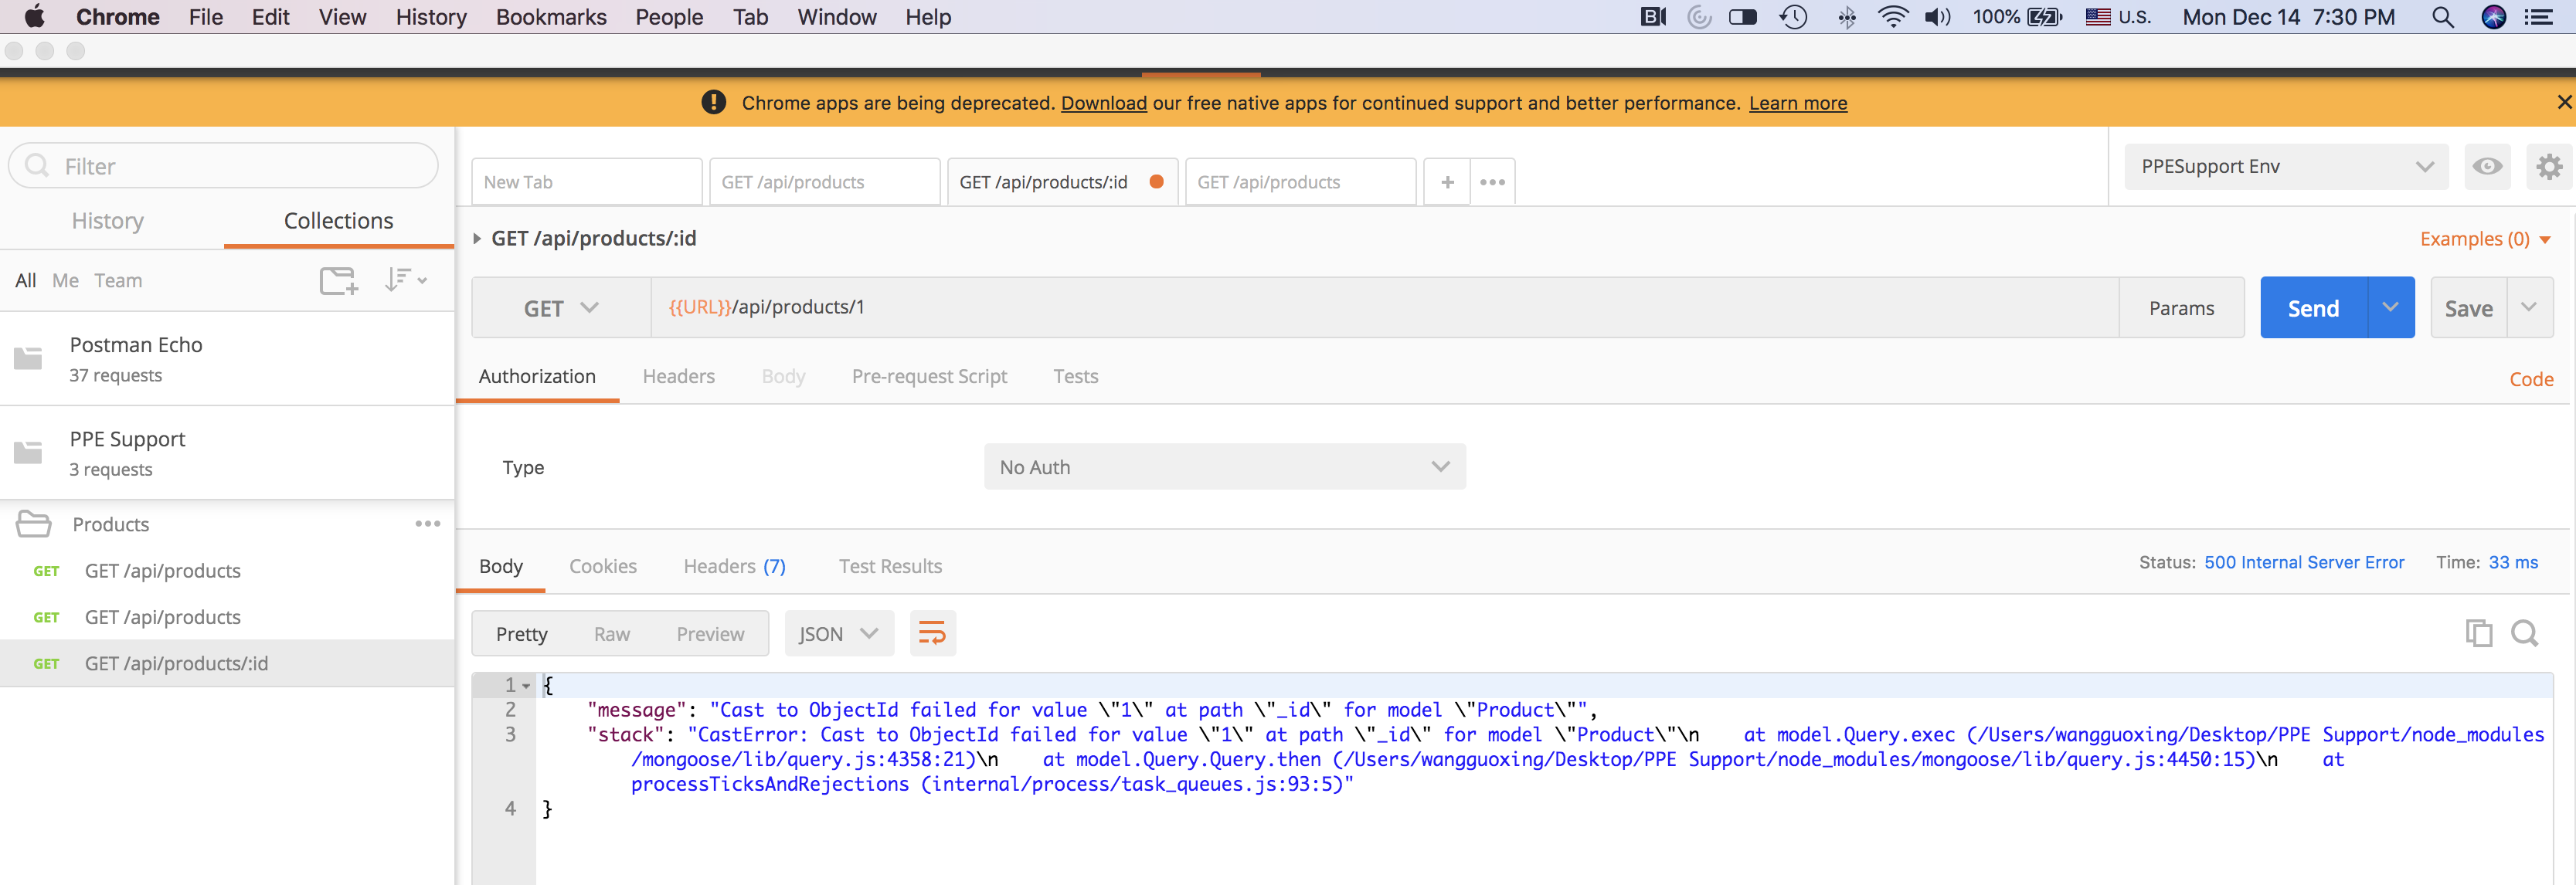 Chrome File Edit View History Bookmarks People Tab Window Help 100% U.S. Mon Dec 14 7:30 PM
Chrome apps are being deprecated. Download our free native apps for continued support and better performance. Learn more
Filter
History Collections
All Me Team
Postman Echo
37 requests
PPE Support
3 requests
Products
GET GET /api/products
GET GET /api/products
GET GET /api/products/:id
New Tab GET /api/products GET /api/products/:id GET /api/products + PPESupport Env
GET /api/products/:id Examples (0)
GET {{URL}}/api/products/1 Params Send Save
Authorization Headers Body Pre-request Script Tests Code
Type No Auth
Body Cookies Headers (7) Test Results Status: 500 Internal Server Error Time: 33 ms
Pretty Raw Preview JSON
1 {
2 "message": "Cast to ObjectId failed for value \"1\" at path \"_id\" for model \"Product\"",
3 "stack": "CastError: Cast to ObjectId failed for value \"1\" at path \"_id\" for model \"Product\"\n    at model.Query.exec (/Users/wangguoxing/Desktop/PPE Support/node_modules
/mongoose/lib/query.js:4358:21)\n    at model.Query.Query.then (/Users/wangguoxing/Desktop/PPE Support/node_modules/mongoose/lib/query.js:4450:15)\n    at
processTicksAndRejections (internal/process/task_queues.js:93:5)"
4 }